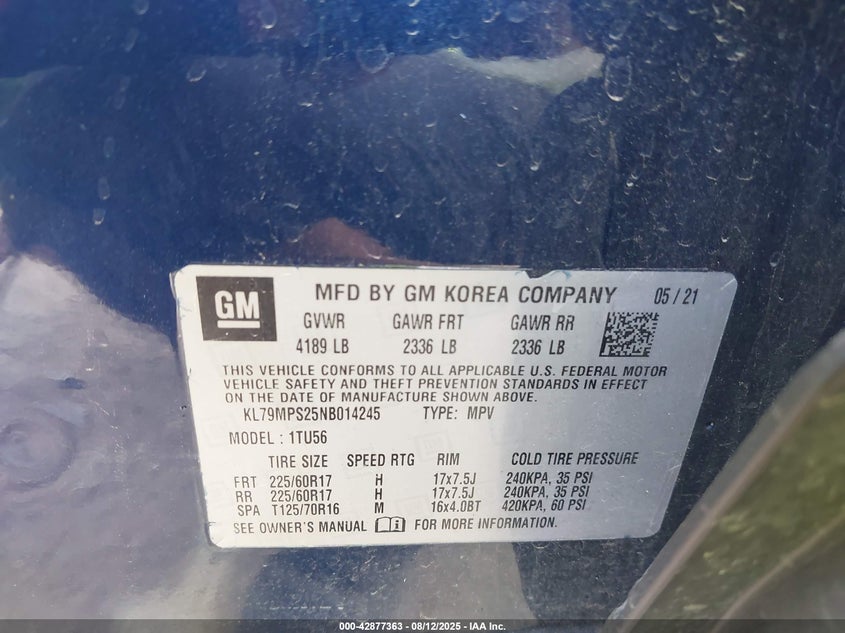 GM
MFD BY GM KOREA COMPANY 05 / 21
GVWR GAWR FRT GAWR RR
4189 LB 2336 LB 2336 LB
THIS VEHICLE CONFORMS TO ALL APPLICABLE U.S. FEDERAL MOTOR
VEHICLE SAFETY AND THEFT PREVENTION STANDARDS IN EFFECT
ON THE DATE OF MANUFACTURE SHOWN ABOVE.
KL79MPS25NB014245 TYPE: MPV
MODEL : 1TU56
TIRE SIZE SPEED RTG RIM COLD TIRE PRESSURE
FRT 225/60R17 H 17x7.5J 240KPA, 35 PSI
RR 225/60R17 H 17x7.5J 240KPA, 35 PSI
SPA T125/70R16 M 16x4.0BT 420KPA, 60 PSI
SEE OWNER'S MANUAL FOR MORE INFORMATION.
000-42877363 - 08/12/2025 - IAA Inc.